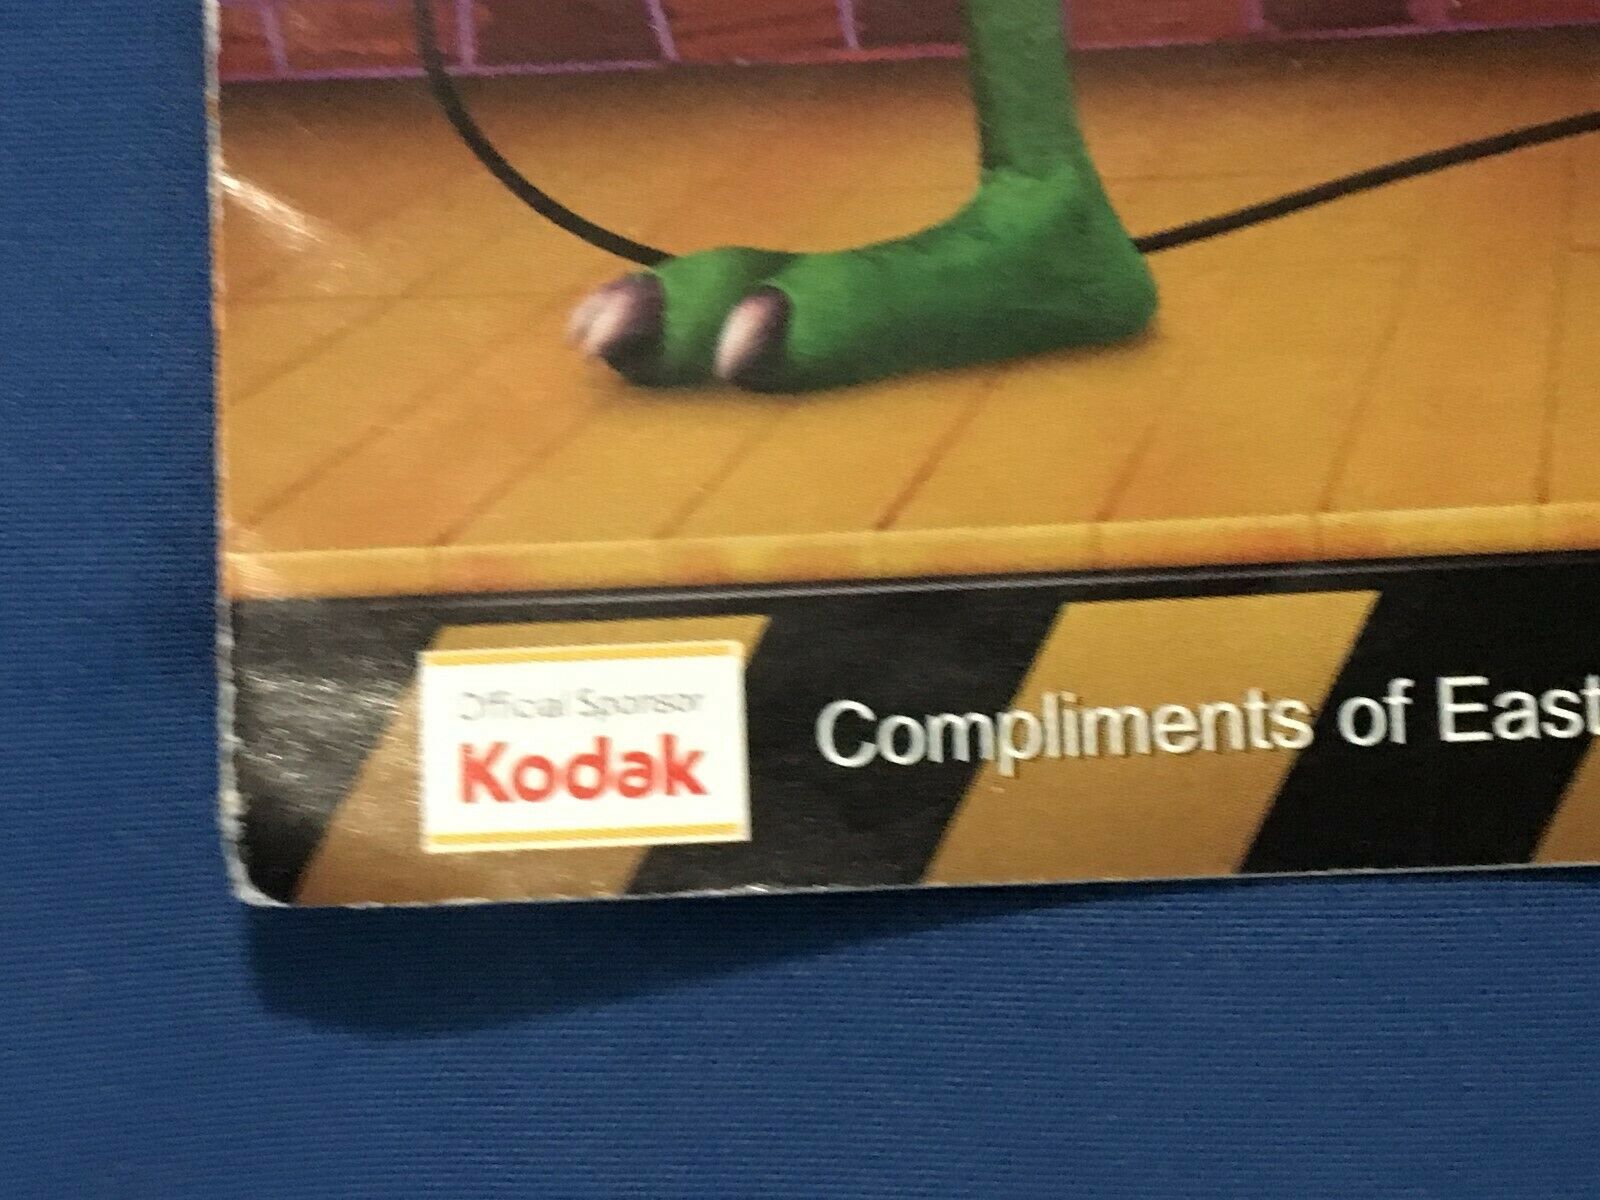 Official Sponsor
Kodak
Compliments of East